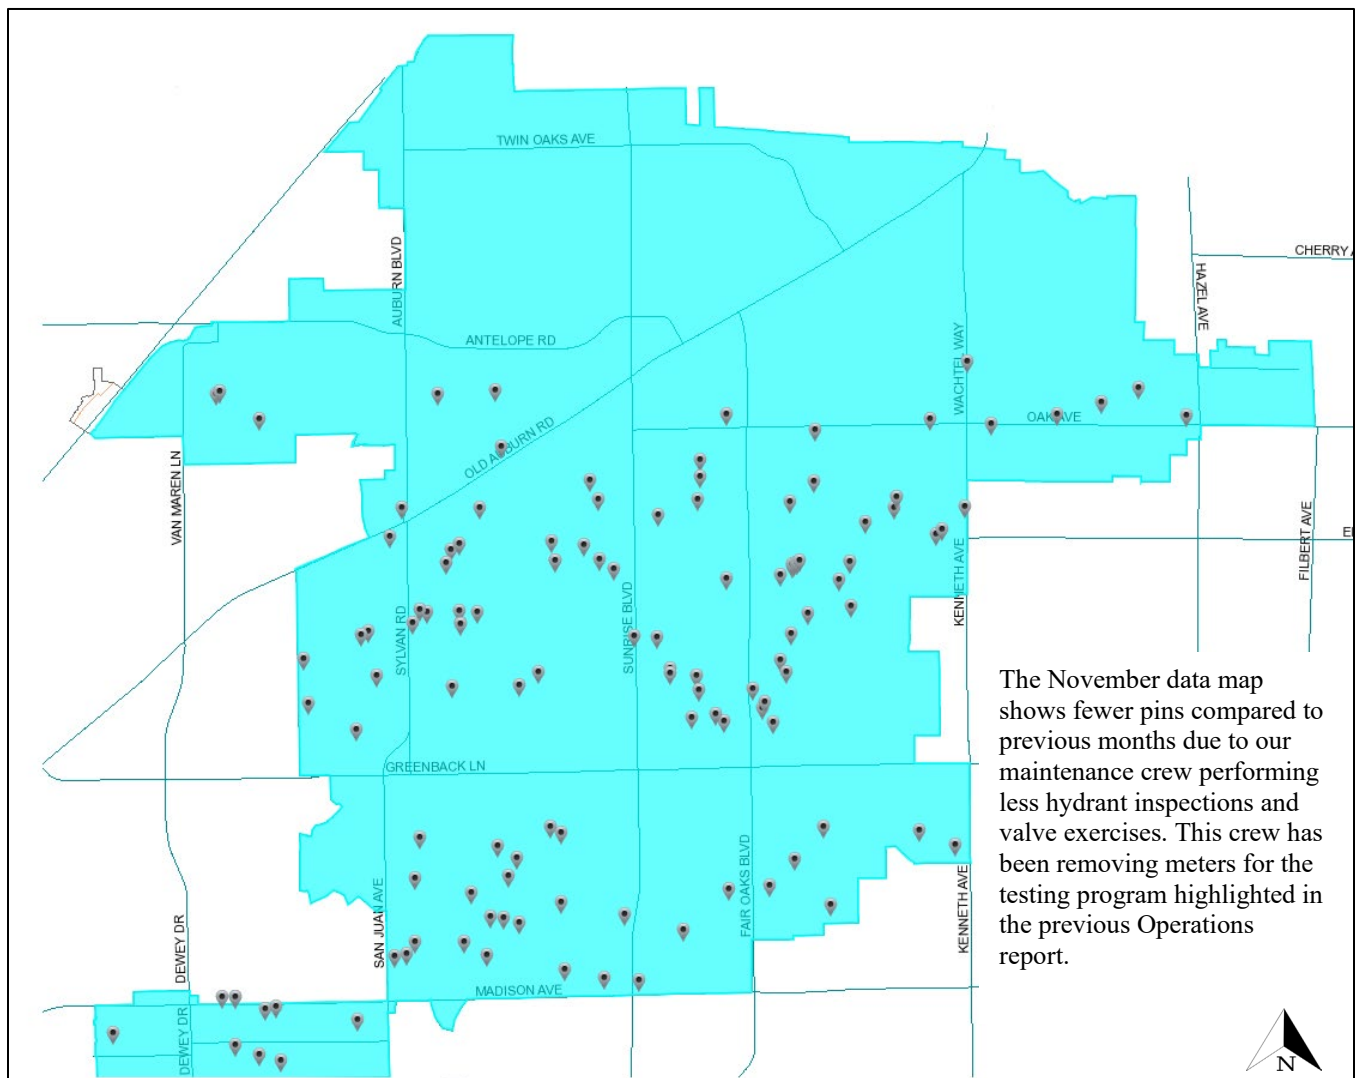 TWIN OAKS AVE
AUBURN BLVD
CHERRY A
HAZEL AVE
ANTELOPE RD
WACHTEL WAY
OAK AVE
OLD AUBURN RD
VAN MAREN LN
FILBERT AVE
KENNETH AVE
SUNRISE BLVD
SYLVAN RD
The November data map
shows fewer pins compared to
previous months due to our
maintenance crew performing
less hydrant inspections and
valve exercises. This crew has
been removing meters for the
testing program highlighted in
the previous Operations
report.
GREENBACK LN
FAIR OAKS BLVD
SAN JUAN AVE
KENNETH AVE
DEWEY DR
MADISON AVE
DEWEY DR
N